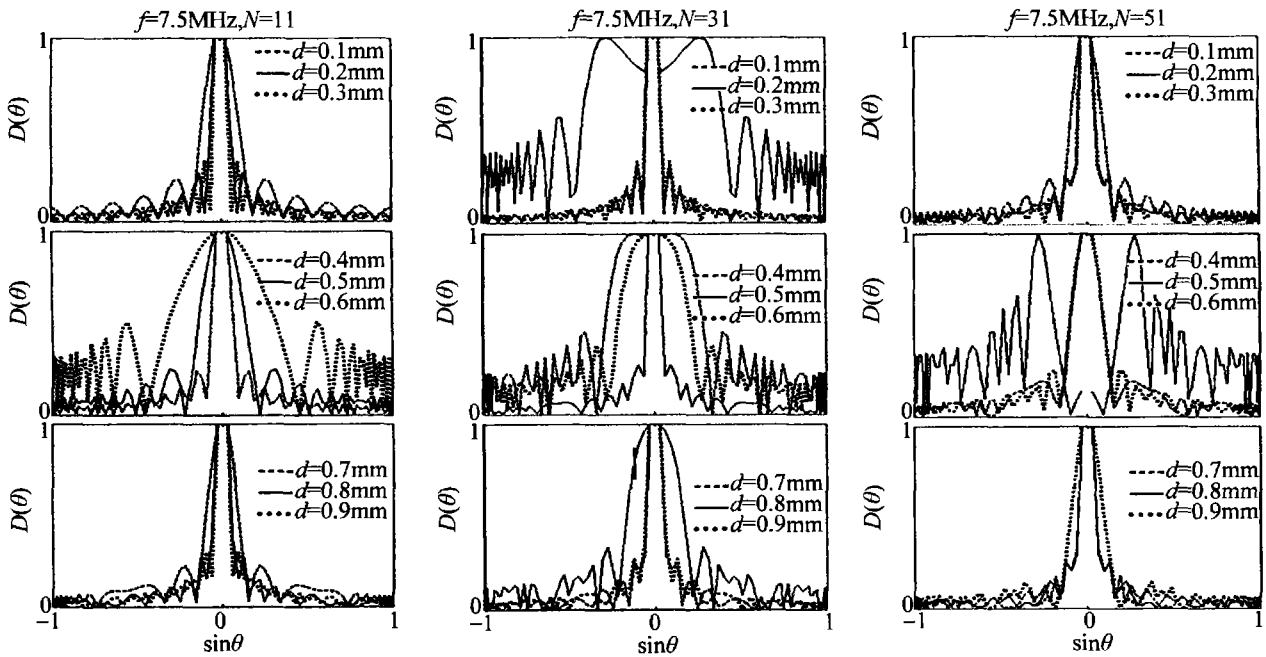 f=7.5MHz,N=11
f=7.5MHz,N=31
f=7.5MHz,N=51
1
D(θ)
0
d=0.1mm
d=0.2mm
d=0.3mm
1
D(θ)
0
d=0.1mm
d=0.2mm
d=0.3mm
1
D(θ)
0
d=0.1mm
d=0.2mm
d=0.3mm
1
D(θ)
0
d=0.4mm
d=0.5mm
d=0.6mm
1
D(θ)
0
d=0.4mm
d=0.5mm
d=0.6mm
1
D(θ)
0
d=0.4mm
d=0.5mm
d=0.6mm
1
D(θ)
0
d=0.7mm
d=0.8mm
d=0.9mm
1
D(θ)
0
d=0.7mm
d=0.8mm
d=0.9mm
1
D(θ)
0
d=0.7mm
d=0.8mm
d=0.9mm
−1 0 1
−1 0 1
−1 0 1
sinθ
sinθ
sinθ